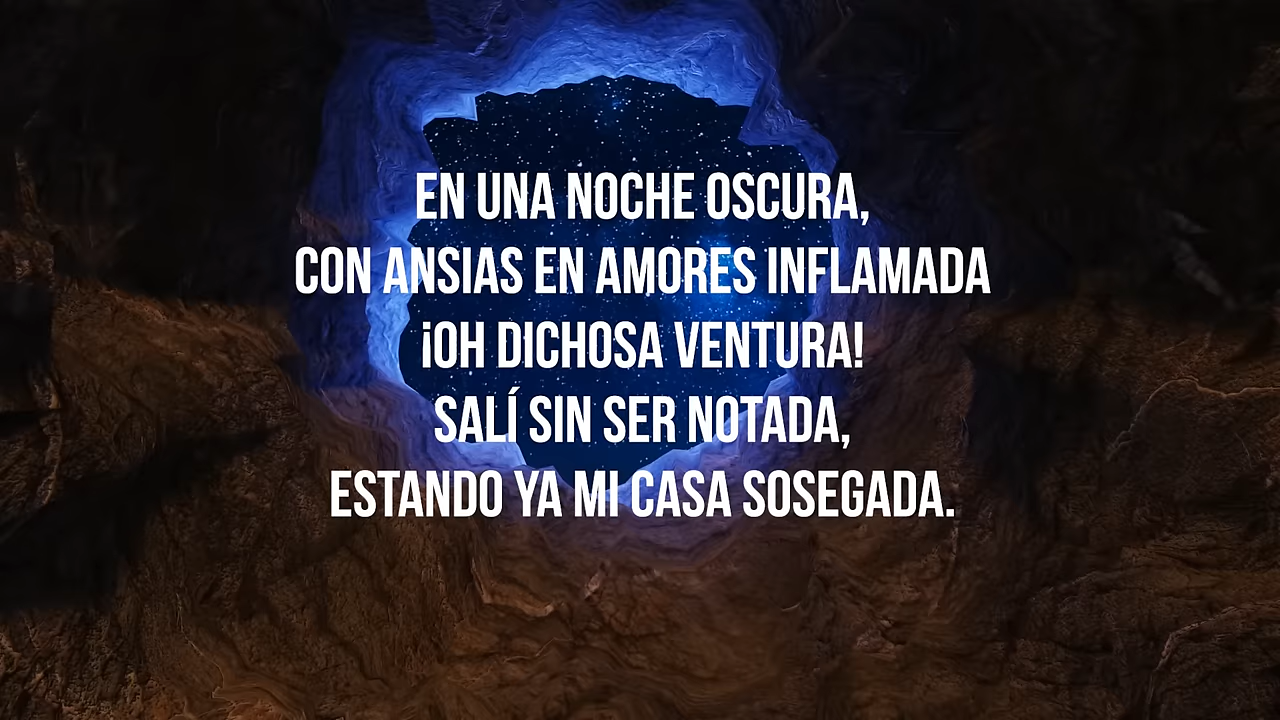 EN UNA NOCHE OSCURA,
CON ANSIAS EN AMORES INFLAMADA
¡OH DICHOSA VENTURA!
SALÍ SIN SER NOTADA,
ESTANDO YA MI CASA SOSEGADA.